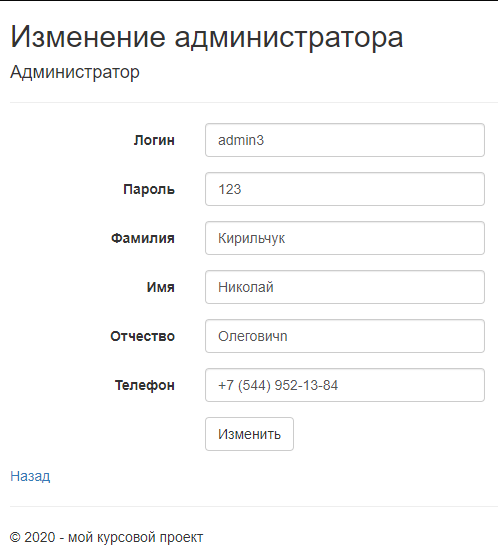 Изменение администратора
Администратор
Логин admin3
Пароль 123
Фамилия Кирильчук
Имя Николай
Отчество Олеговичn
Телефон +7 (544) 952-13-84
Изменить
Назад
© 2020 - мой курсовой проект